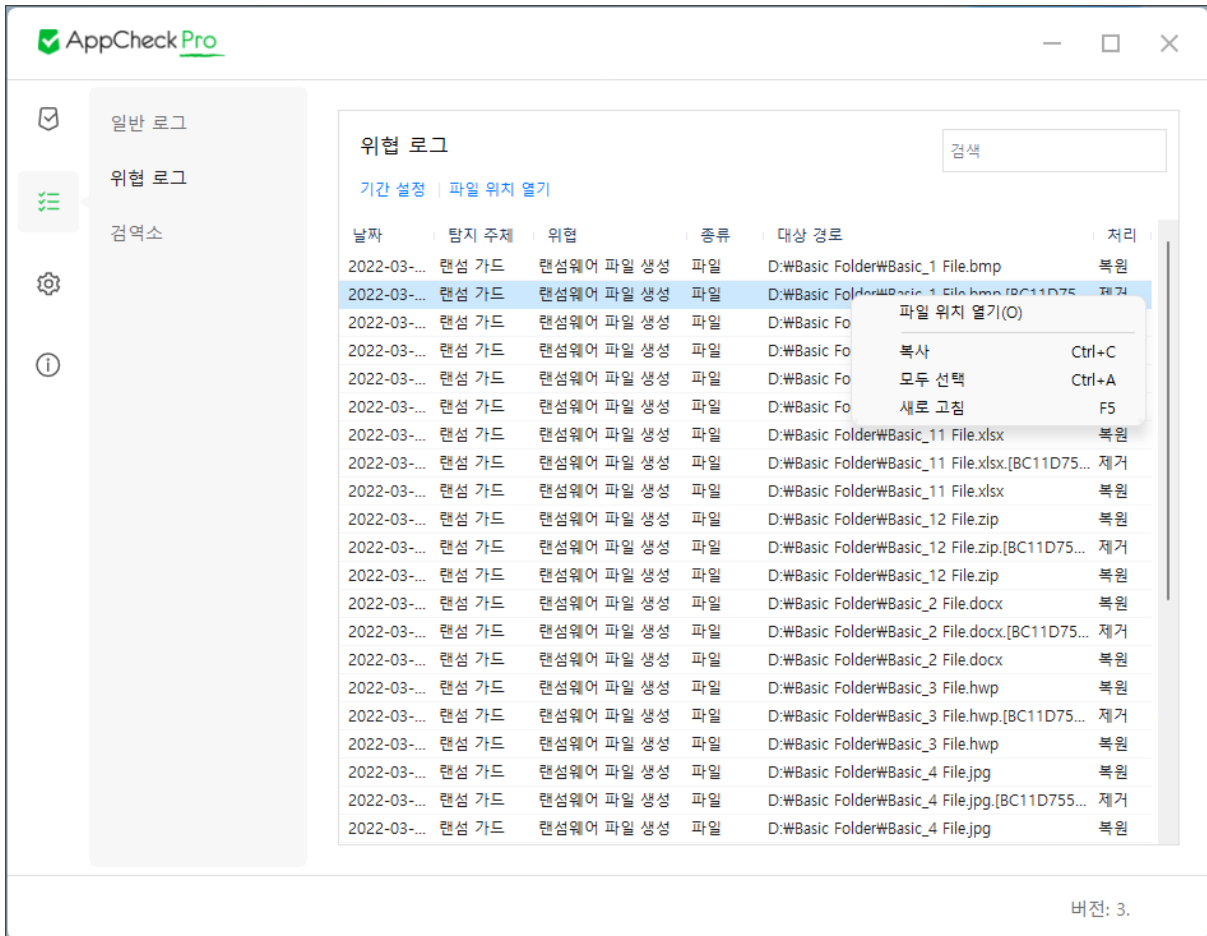 AppCheck Pro
일반 로그
위협 로그
검역소
위협 로그
검색
기간 설정 | 파일 위치 열기
날짜 탐지 주체 위협 종류 대상 경로 처리
2022-03-... 랜섬 가드 랜섬웨어 파일 생성 파일 D:₩Basic Folder₩Basic_1 File.bmp 복원
2022-03-... 랜섬 가드 랜섬웨어 파일 생성 파일 D:₩Basic Folder₩Basic_1 File.bmp.[BC11D75... 제거
2022-03-... 랜섬 가드 랜섬웨어 파일 생성 파일 D:₩Basic Fo
2022-03-... 랜섬 가드 랜섬웨어 파일 생성 파일 D:₩Basic Fo
2022-03-... 랜섬 가드 랜섬웨어 파일 생성 파일 D:₩Basic Fo
2022-03-... 랜섬 가드 랜섬웨어 파일 생성 파일 D:₩Basic Fo
파일 위치 열기(O)
복사 Ctrl+C
모두 선택 Ctrl+A
새로 고침 F5
2022-03-... 랜섬 가드 랜섬웨어 파일 생성 파일 D:₩Basic Folder₩Basic_11 File.xlsx 복원
2022-03-... 랜섬 가드 랜섬웨어 파일 생성 파일 D:₩Basic Folder₩Basic_11 File.xlsx.[BC11D75... 제거
2022-03-... 랜섬 가드 랜섬웨어 파일 생성 파일 D:₩Basic Folder₩Basic_11 File.xlsx 복원
2022-03-... 랜섬 가드 랜섬웨어 파일 생성 파일 D:₩Basic Folder₩Basic_12 File.zip 복원
2022-03-... 랜섬 가드 랜섬웨어 파일 생성 파일 D:₩Basic Folder₩Basic_12 File.zip.[BC11D75... 제거
2022-03-... 랜섬 가드 랜섬웨어 파일 생성 파일 D:₩Basic Folder₩Basic_12 File.zip 복원
2022-03-... 랜섬 가드 랜섬웨어 파일 생성 파일 D:₩Basic Folder₩Basic_2 File.docx 복원
2022-03-... 랜섬 가드 랜섬웨어 파일 생성 파일 D:₩Basic Folder₩Basic_2 File.docx.[BC11D75... 제거
2022-03-... 랜섬 가드 랜섬웨어 파일 생성 파일 D:₩Basic Folder₩Basic_2 File.docx 복원
2022-03-... 랜섬 가드 랜섬웨어 파일 생성 파일 D:₩Basic Folder₩Basic_3 File.hwp 복원
2022-03-... 랜섬 가드 랜섬웨어 파일 생성 파일 D:₩Basic Folder₩Basic_3 File.hwp.[BC11D75... 제거
2022-03-... 랜섬 가드 랜섬웨어 파일 생성 파일 D:₩Basic Folder₩Basic_3 File.hwp 복원
2022-03-... 랜섬 가드 랜섬웨어 파일 생성 파일 D:₩Basic Folder₩Basic_4 File.jpg 복원
2022-03-... 랜섬 가드 랜섬웨어 파일 생성 파일 D:₩Basic Folder₩Basic_4 File.jpg.[BC11D755... 제거
2022-03-... 랜섬 가드 랜섬웨어 파일 생성 파일 D:₩Basic Folder₩Basic_4 File.jpg 복원
버전: 3.